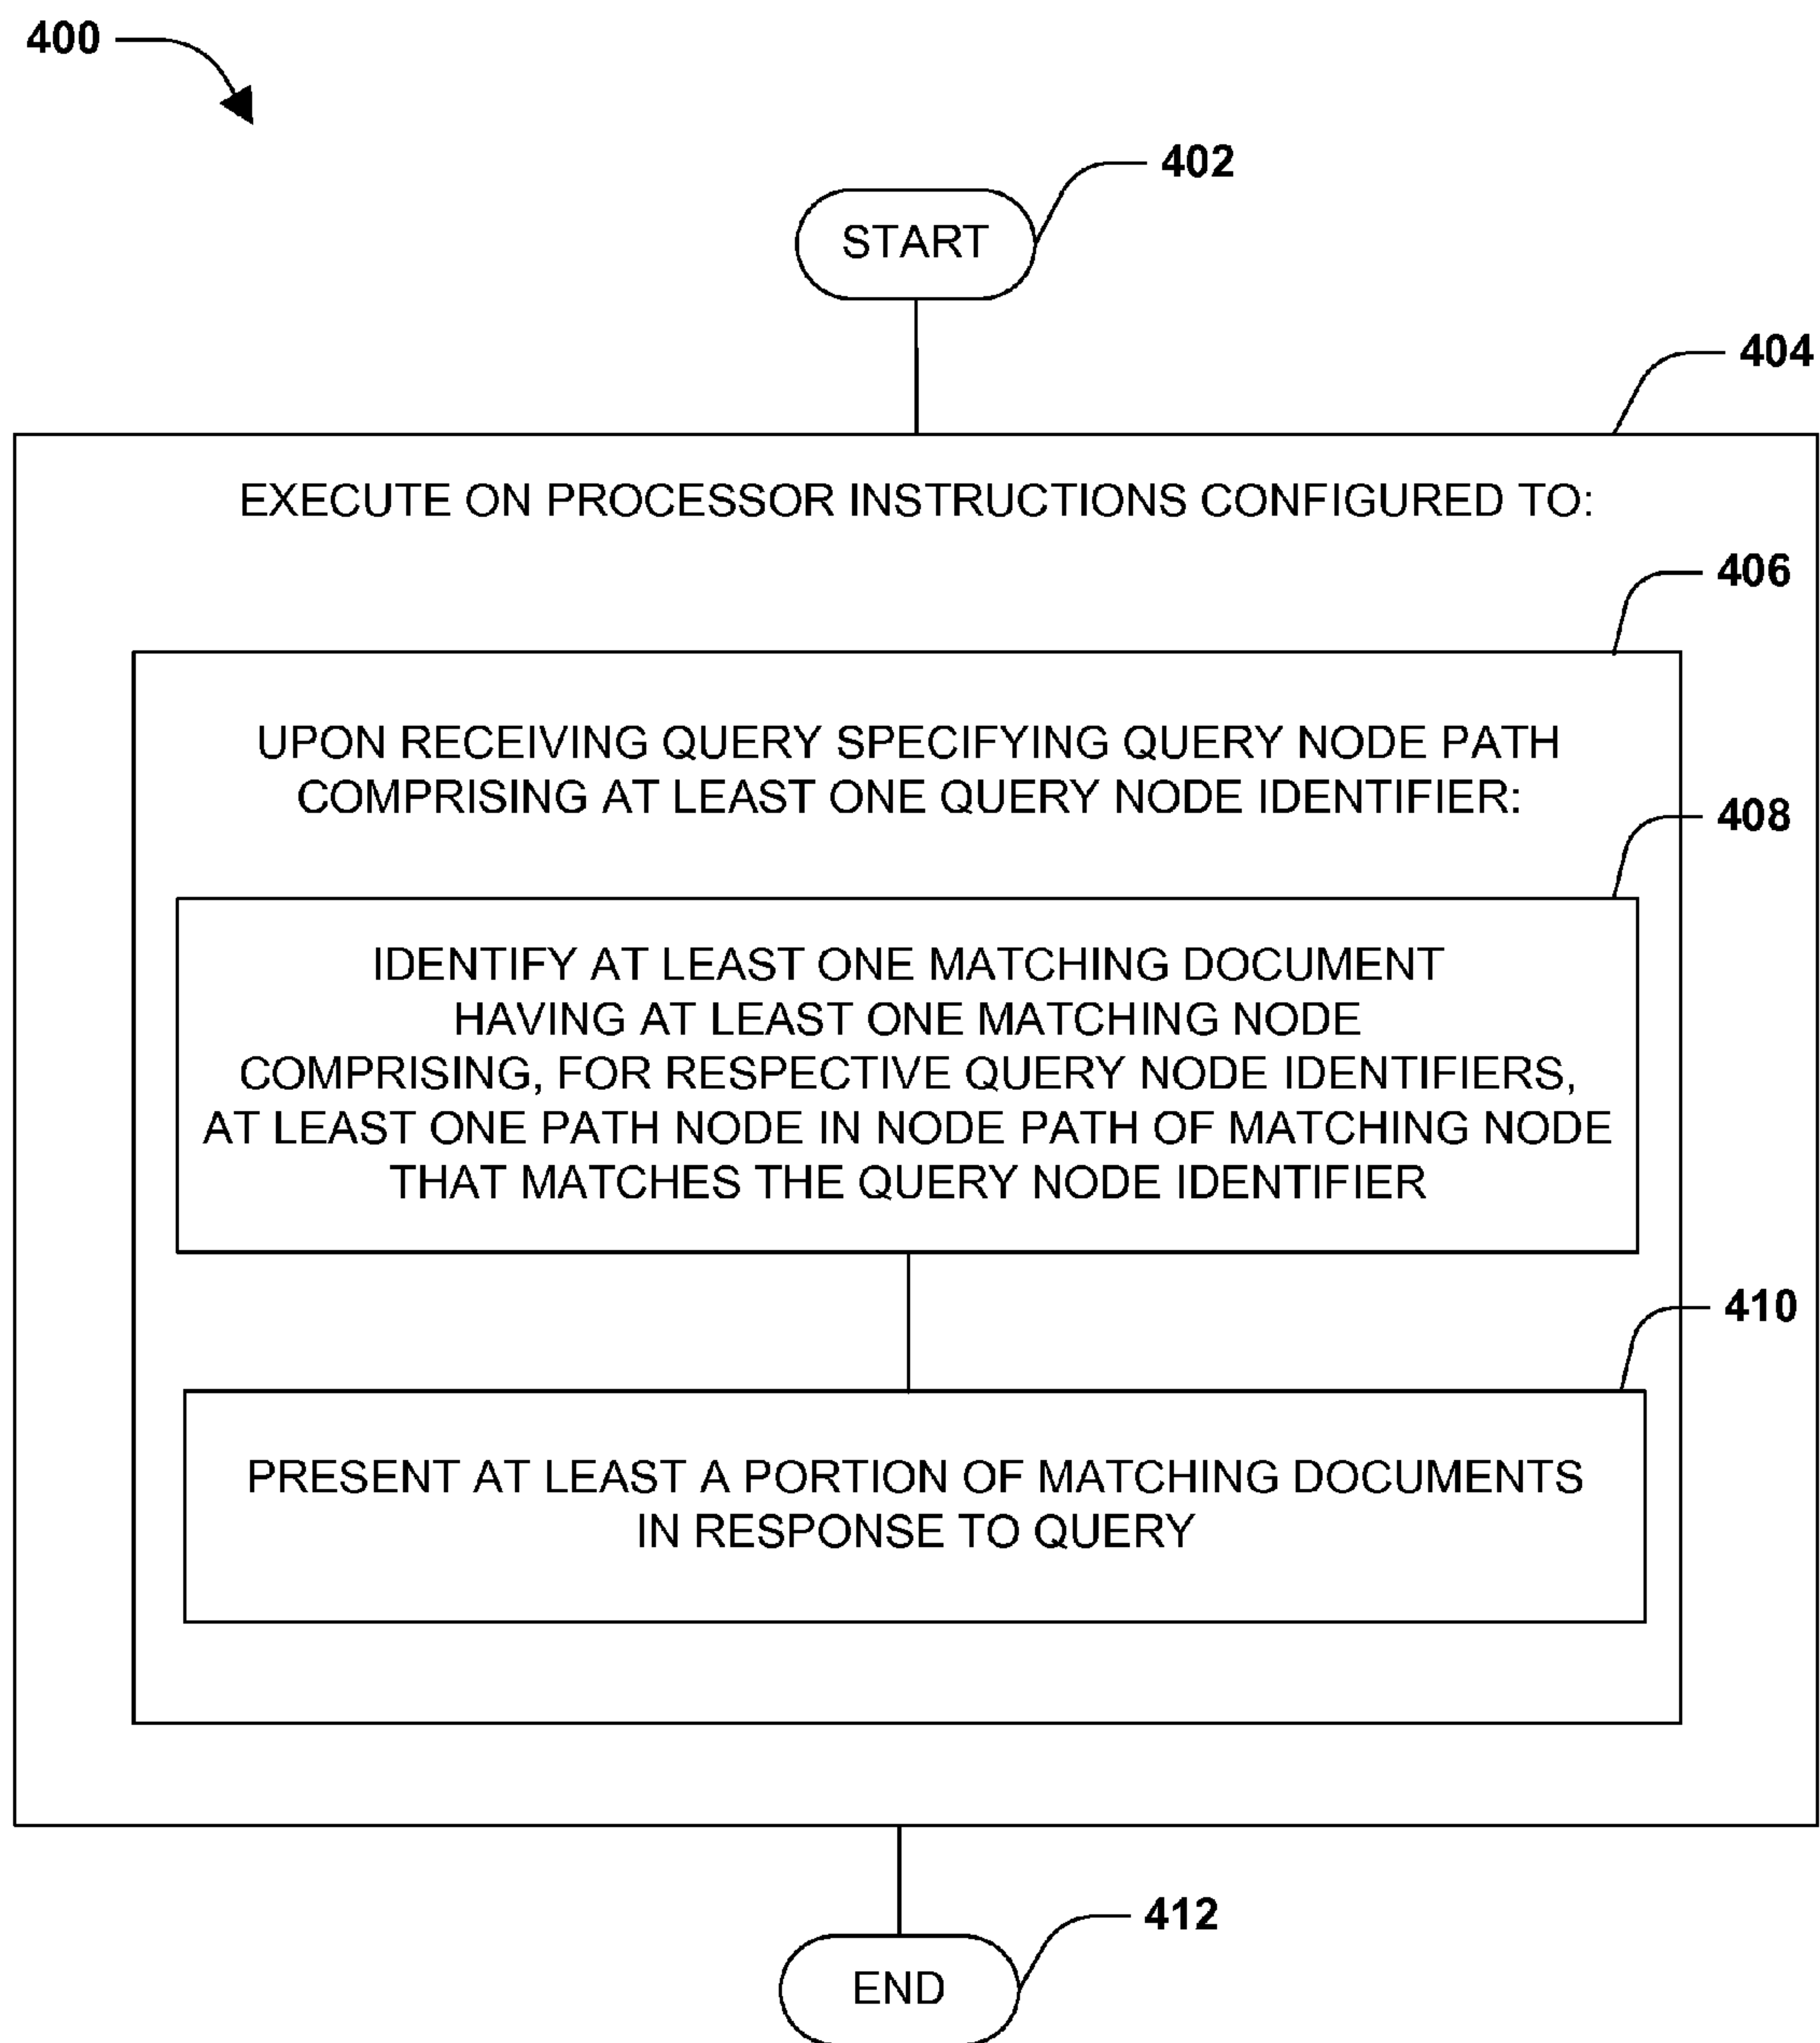 400
402
START
404
EXECUTE ON PROCESSOR INSTRUCTIONS CONFIGURED TO:
406
UPON RECEIVING QUERY SPECIFYING QUERY NODE PATH
COMPRISING AT LEAST ONE QUERY NODE IDENTIFIER:
408
IDENTIFY AT LEAST ONE MATCHING DOCUMENT
HAVING AT LEAST ONE MATCHING NODE
COMPRISING, FOR RESPECTIVE QUERY NODE IDENTIFIERS,
AT LEAST ONE PATH NODE IN NODE PATH OF MATCHING NODE
THAT MATCHES THE QUERY NODE IDENTIFIER
410
PRESENT AT LEAST A PORTION OF MATCHING DOCUMENTS
IN RESPONSE TO QUERY
412
END